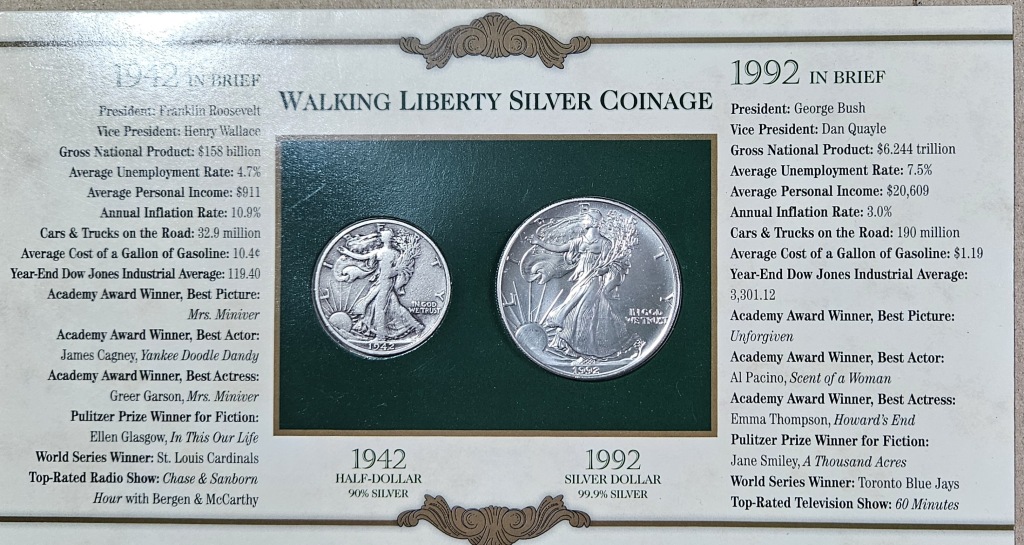 1942 IN BRIEF
President: Franklin Roosevelt
Vice President: Henry Wallace
Gross National Product: $158 billion
Average Unemployment Rate: 4.7%
Average Personal Income: $911
Annual Inflation Rate: 10.9%
Cars & Trucks on the Road: 32.9 million
Average Cost of a Gallon of Gasoline: 10.4¢
Year-End Dow Jones Industrial Average: 119.40
Academy Award Winner, Best Picture:
Mrs. Miniver
Academy Award Winner, Best Actor:
James Cagney, Yankee Doodle Dandy
Academy Award Winner, Best Actress:
Greer Garson, Mrs. Miniver
Pulitzer Prize Winner for Fiction:
Ellen Glasgow, In This Our Life
World Series Winner: St. Louis Cardinals
Top-Rated Radio Show: Chase & Sanborn
Hour with Bergen & McCarthy
WALKING LIBERTY SILVER COINAGE
L I E R T Y
IN GOD
WE TRUST
1942
L I B E R T Y
IN GOD
WE TRUST
1992
1942
HALF-DOLLAR
90% SILVER
1992
SILVER DOLLAR
99.9% SILVER
1992 IN BRIEF
President: George Bush
Vice President: Dan Quayle
Gross National Product: $6.244 trillion
Average Unemployment Rate: 7.5%
Average Personal Income: $20,609
Annual Inflation Rate: 3.0%
Cars & Trucks on the Road: 190 million
Average Cost of a Gallon of Gasoline: $1.19
Year-End Dow Jones Industrial Average:
3,301.12
Academy Award Winner, Best Picture:
Unforgiven
Academy Award Winner, Best Actor:
Al Pacino, Scent of a Woman
Academy Award Winner, Best Actress:
Emma Thompson, Howard's End
Pulitzer Prize Winner for Fiction:
Jane Smiley, A Thousand Acres
World Series Winner: Toronto Blue Jays
Top-Rated Television Show: 60 Minutes